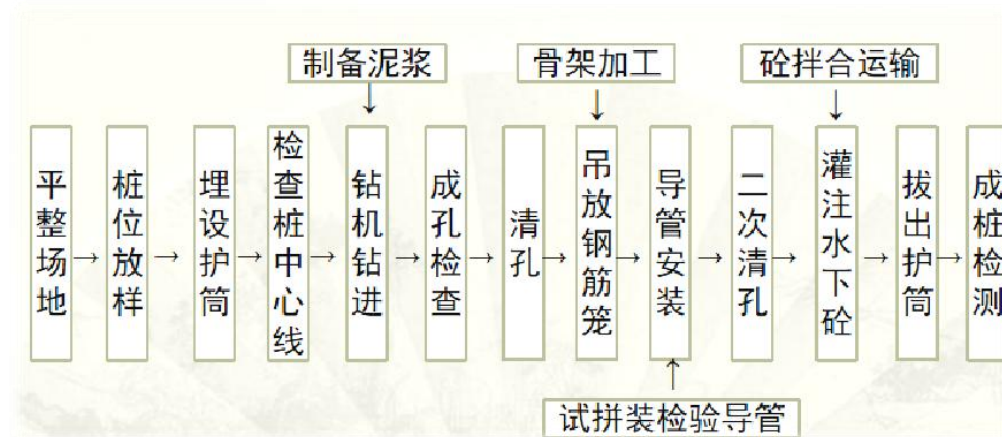 制备泥浆
骨架加工
砼拌合运输
平整场地
桩位放样
埋设护筒
检查桩中心线
钻机钻进
成孔检查
清孔
吊放钢筋笼
导管安装
二次清孔
灌注水下砼
拔出护筒
成桩检测
试拼装检验导管